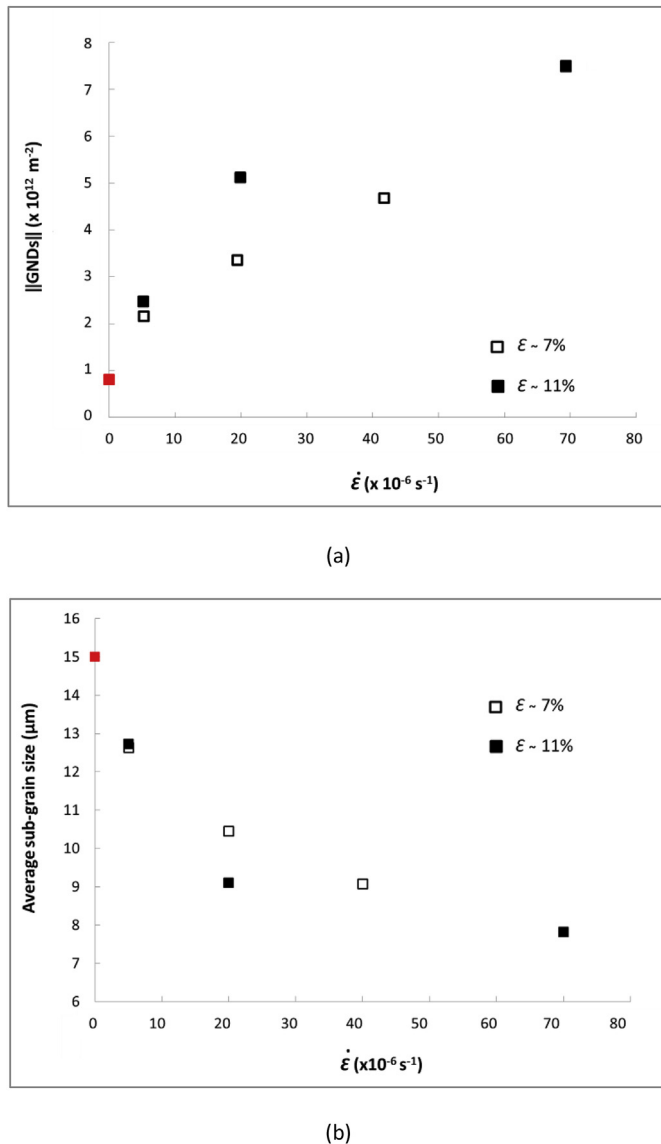 8
7
6
5
4
3
2
1
0
||GNDs|| (x 10¹² m⁻²)
ε ~ 7%
ε ~ 11%
0 10 20 30 40 50 60 70 80
ε̇ (x 10⁻⁶ s⁻¹)
(a)
16
15
14
13
12
11
10
9
8
7
6
Average sub-grain size (μm)
ε ~ 7%
ε ~ 11%
0 10 20 30 40 50 60 70 80
ε̇ (x10⁻⁶ s⁻¹)
(b)